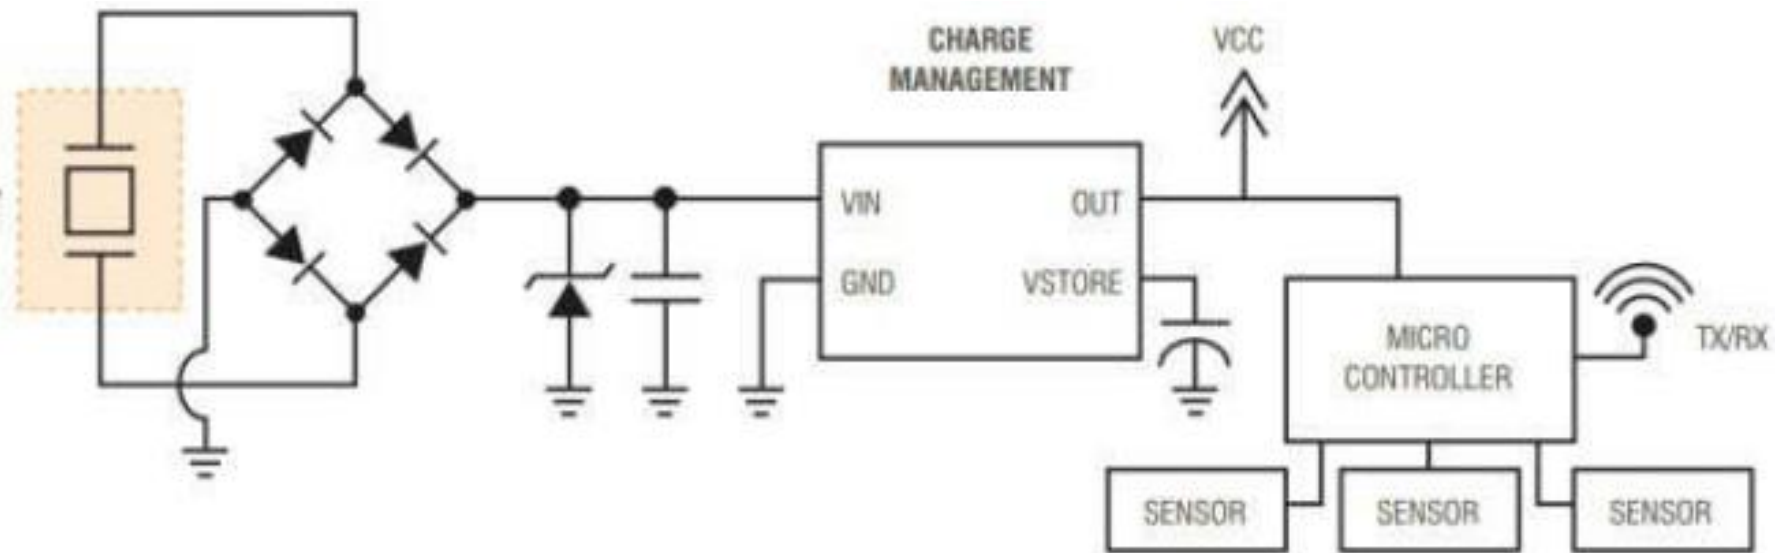 CHARGE
MANAGEMENT
VCC
VIN
OUT
GND
VSTORE
MICRO
CONTROLLER
TX/RX
SENSOR
SENSOR
SENSOR